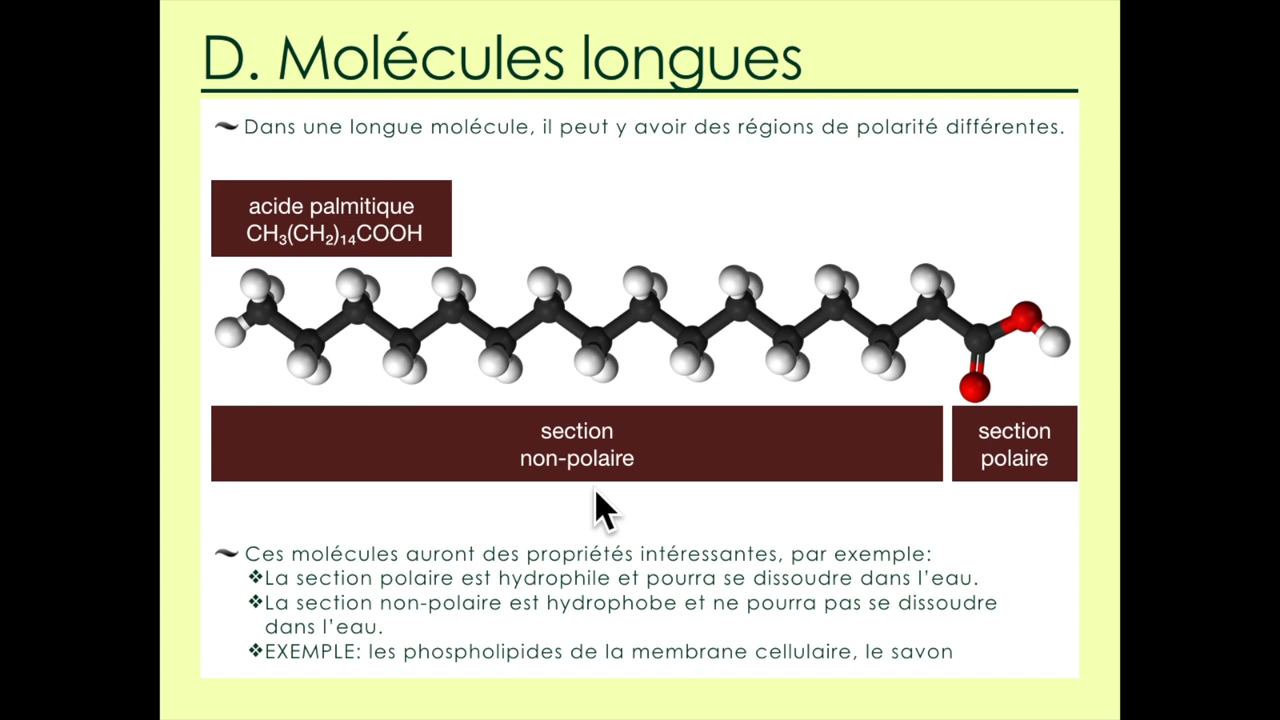 D. Molécules longues
Dans une longue molécule, il peut y avoir des régions de polarité différentes.
acide palmitique
CH₃(CH₂)₁₄COOH
section
non-polaire
section
polaire
Ces molécules auront des propriétés intéressantes, par exemple:
❖La section polaire est hydrophile et pourra se dissoudre dans l’eau.
❖La section non-polaire est hydrophobe et ne pourra pas se dissoudre
dans l’eau.
❖EXEMPLE: les phospholipides de la membrane cellulaire, le savon